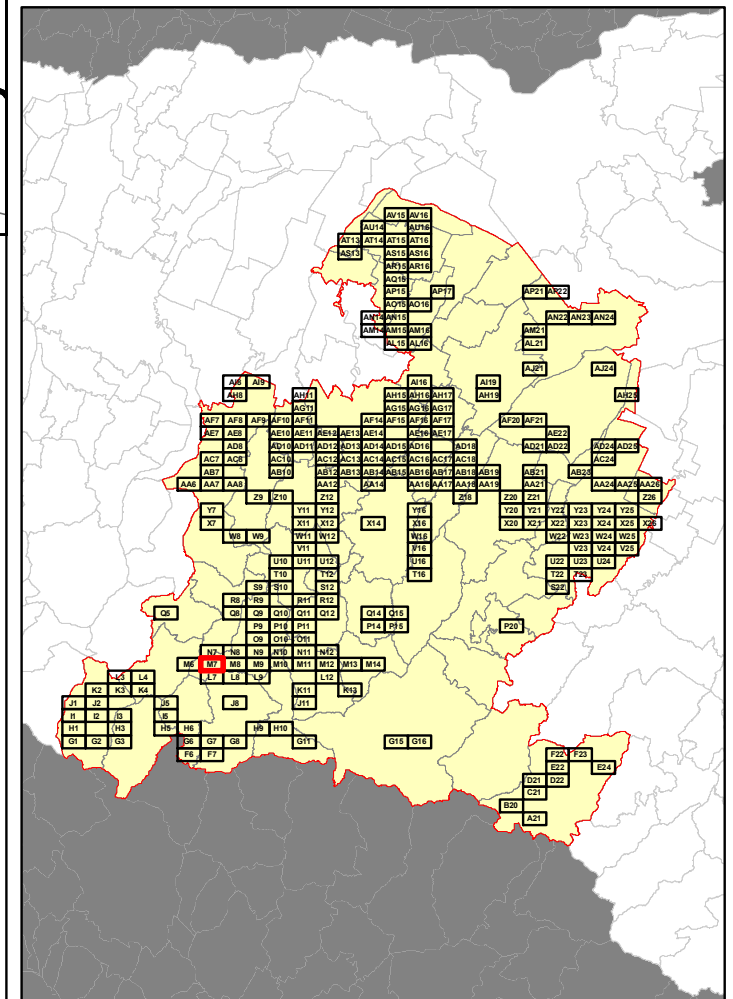 AV15 AV16
AU14 AU16
AT13 AT14 AT15 AT16
AS13 AS15 AS16
AR15 AR16
AQ15
AP15 AP17 AP21 AP22
AO15 AO16
AN14 AN15 AN22 AN23 AN24
AM14 AM15 AM16 AM21
AL15 AL16 AL21
AJ21 AJ24
AI8 AI9 AI16 AI19
AH8 AH11 AH15 AH16 AH17 AH19 AH25
AG11 AG15 AG16 AG17
AF7 AF8 AF9 AF10 AF11 AF14 AF15 AF16 AF17 AF20 AF21
AE7 AE8 AE10 AE11 AE12 AE13 AE14 AE16 AE17 AE22
AD8 AD10 AD11 AD12 AD13 AD14 AD15 AD16 AD18 AD21 AD22 AD24 AD25
AC7 AC8 AC10 AC12 AC13 AC14 AC15 AC16 AC17 AC18 AC24
AB7 AB10 AB12 AB13 AB14 AB15 AB16 AB17 AB18 AB19 AB21 AB23
AA6 AA7 AA8 AA12 AA14 AA16 AA17 AA18 AA19 AA21 AA24 AA25 AA26
Z9 Z10 Z12 Z18 Z20 Z21 Z26
Y7 Y11 Y12 Y16 Y20 Y21 Y22 Y23 Y24 Y25
X7 X11 X12 X14 X16 X20 X21 X22 X23 X24 X25 X26
W8 W9 W11 W12 W16 W22 W23 W24 W25
V11 V16 V23 V24 V25
U10 U11 U12 U16 U22 U23 U24
T10 T12 T16 T22 T23
S9 S10 S12 S22
R8 R9 R11 R12
Q5 Q8 Q9 Q10 Q11 Q12 Q14 Q15
P9 P10 P11 P14 P15 P20
O9 O10 O11
N7 N8 N9 N10 N11 N12
M6 M7 M8 M9 M10 M11 M12 M13 M14
L3 L4 L7 L8 L9 L12
K2 K3 K4 K11 K13
J1 J2 J5 J8 J11
I1 I2 I3 I5
H1 H3 H5 H6 H9 H10
G1 G2 G3 G6 G7 G8 G11 G15 G16
F6 F7 F22 F23
E22 E24
D21 D22
C21
B20
A21